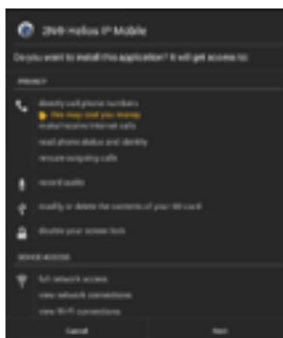 2N® Helios IP Mobile
Do you want to install this application? It will get access to:
PRIVACY
directly call phone numbers
this may cost you money
make/receive Internet calls
read phone status and identity
reroute outgoing calls
record audio
modify or delete the contents of your SD card
disable your screen lock
DEVICE ACCESS
full network access
view network connections
view Wi-Fi connections
Cancel
Next